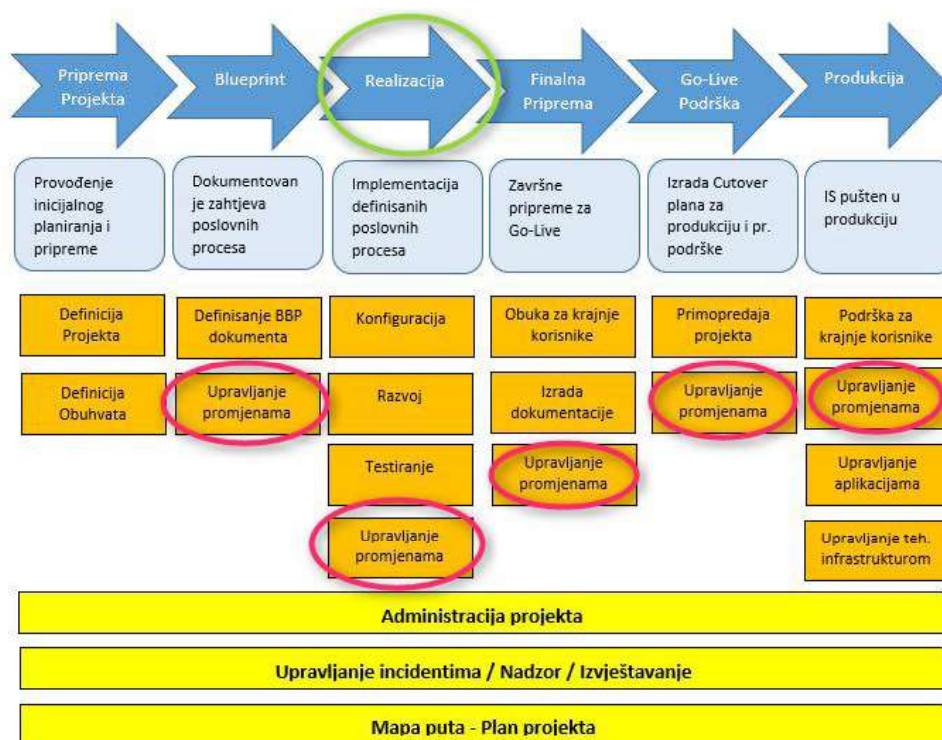 Priprema
Projekta
Blueprint
Realizacija
Finalna
Priprema
Go-Live
Podrška
Produkcija
Provođenje
inicijalnog
planiranja i
pripreme
Dokumentovan
je zahtjeva
poslovnih
procesa
Implementacija
definisanih
poslovnih
procesa
Završne
pripreme za
Go-Live
Izrada Cutover
plana za
produkciju i pr.
podrške
IS pušten u
produkciju
Definicija
Projekta
Definisanje BBP
dokumenta
Konfiguracija
Obuka za krajnje
korisnike
Primopredaja
projekta
Podrška za
krajnje korisnike
Definicija
Obuhvata
Upravljanje
promjenama
Razvoj
Izrada
dokumentacije
Upravljanje
promjenama
Upravljanje
promjenama
Testiranje
Upravljanje
promjenama
Upravljanje
aplikacijama
Upravljanje
promjenama
Upravljanje teh.
infrastrukturom
Administracija projekta
Upravljanje incidentima / Nadzor / Izvještavanje
Mapa puta - Plan projekta